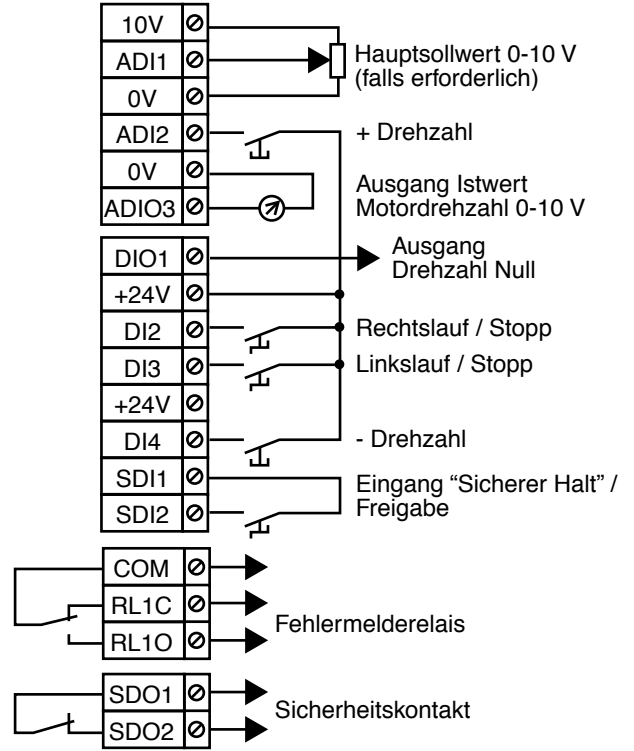 10V
ADI1
Hauptsollwert 0-10 V
(falls erforderlich)
0V
ADI2
+ Drehzahl
0V
ADIO3
Ausgang Istwert
Motordrehzahl 0-10 V
DIO1
Ausgang
Drehzahl Null
+24V
DI2
Rechtslauf / Stopp
DI3
Linkslauf / Stopp
+24V
DI4
- Drehzahl
SDI1
SDI2
Eingang “Sicherer Halt” /
Freigabe
COM
RL1C
RL1O
Fehlermelderelais
SDO1
SDO2
Sicherheitskontakt